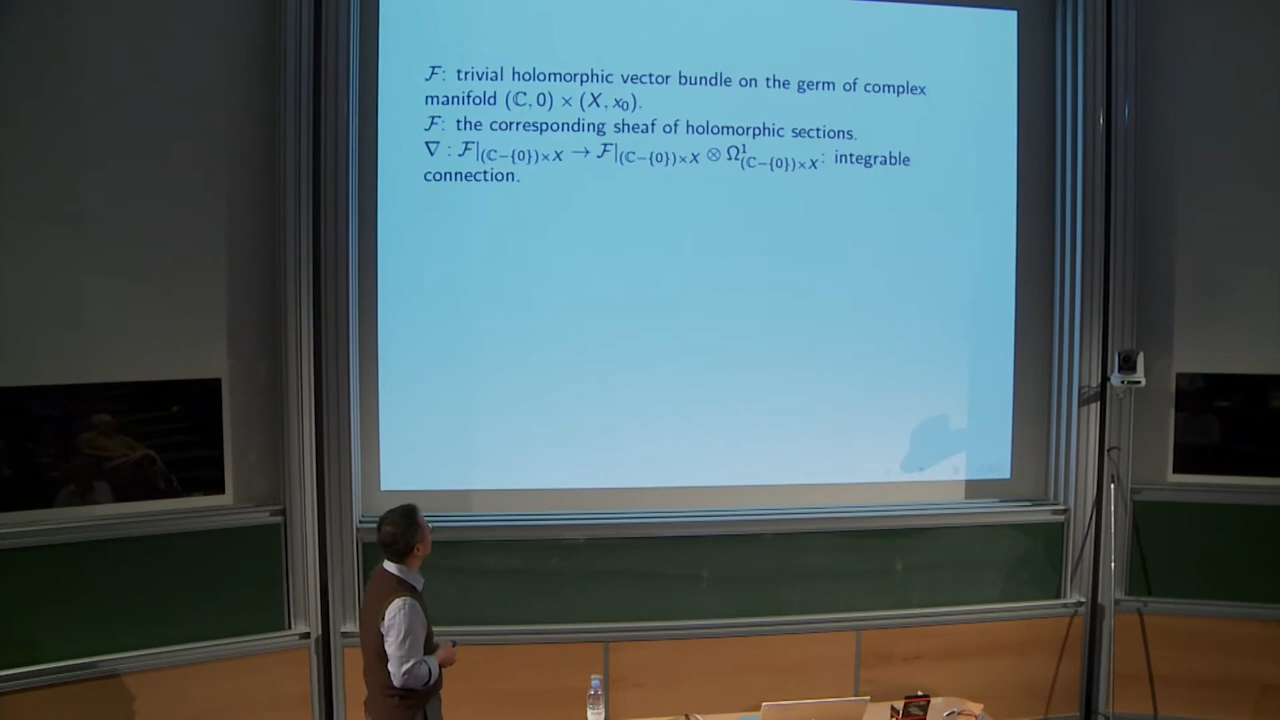 𝓕: trivial holomorphic vector bundle on the germ of complex
manifold (ℂ, 0) × (X, x₀).
𝓕: the corresponding sheaf of holomorphic sections.
∇ : 𝓕|_{(ℂ−{0})×X} → 𝓕|_{(ℂ−{0})×X} ⊗ Ω¹_{(ℂ−{0})×X}: integrable
connection.